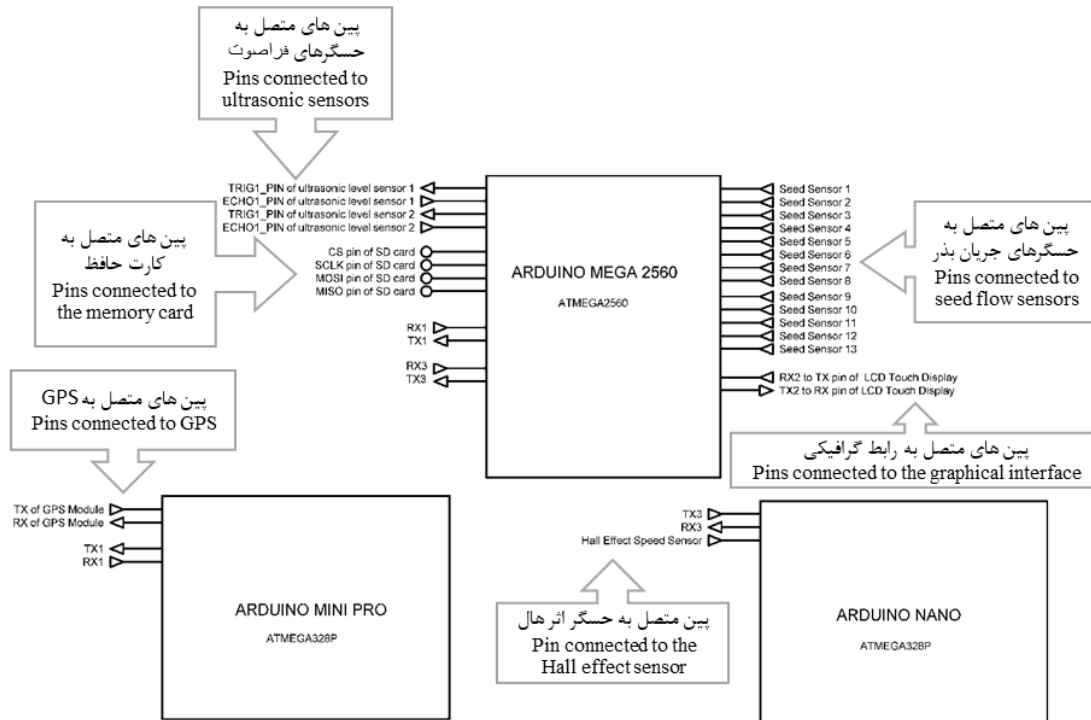 پین های متصل به
حسگرهای فراصوت
Pins connected to
ultrasonic sensors
TRIG1_PIN of ultrasonic level sensor 1
ECHO1_PIN of ultrasonic level sensor 1
TRIG1_PIN of ultrasonic level sensor 2
ECHO1_PIN of ultrasonic level sensor 2
پین های متصل به
کارت حافظ
Pins connected to
the memory card
CS pin of SD card
SCLK pin of SD card
MOSI pin of SD card
MISO pin of SD card
RX1
TX1
RX3
TX3
ARDUINO MEGA 2560
ATMEGA2560
Seed Sensor 1
Seed Sensor 2
Seed Sensor 3
Seed Sensor 4
Seed Sensor 5
Seed Sensor 6
Seed Sensor 7
Seed Sensor 8
Seed Sensor 9
Seed Sensor 10
Seed Sensor 11
Seed Sensor 12
Seed Sensor 13
RX2 to TX pin of LCD Touch Display
TX2 to RX pin of LCD Touch Display
پین های متصل به
حسگرهای جریان بذر
Pins connected to
seed flow sensors
پین های متصل به رابط گرافیکی
Pins connected to the graphical interface
پین های متصل به GPS
Pins connected to GPS
TX of GPS Module
RX of GPS Module
TX1
RX1
ARDUINO MINI PRO
ATMEGA328P
TX3
RX3
Hall Effect Speed Sensor
پین متصل به حسگر اثر هال
Pin connected to the
Hall effect sensor
ARDUINO NANO
ATMEGA328P